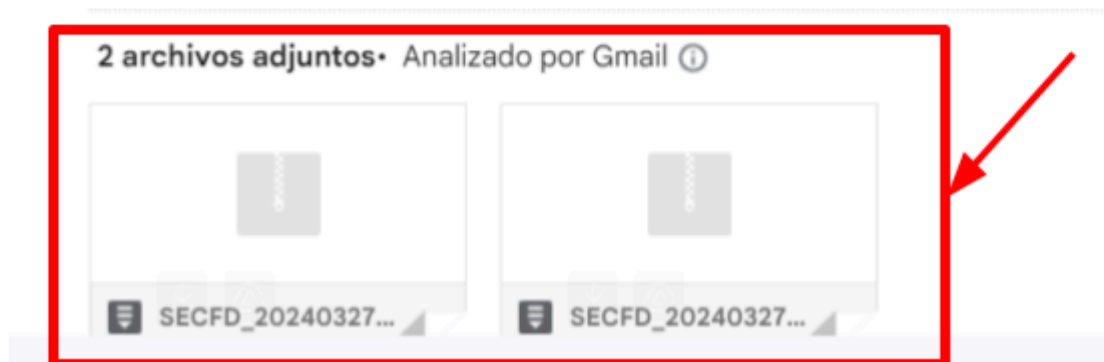 2 archivos adjuntos• Analizado por Gmail
SECFD_20240327...
SECFD_20240327...